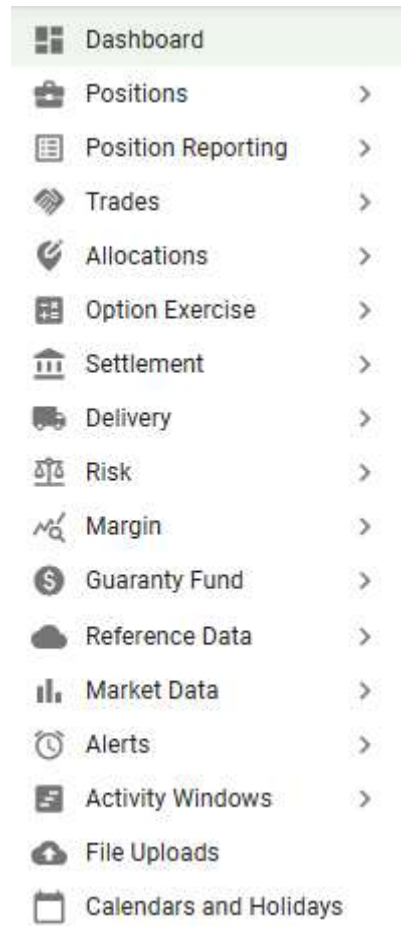 Dashboard
Positions
Position Reporting
Trades
Allocations
Option Exercise
Settlement
Delivery
Risk
Margin
Guaranty Fund
Reference Data
Market Data
Alerts
Activity Windows
File Uploads
Calendars and Holidays